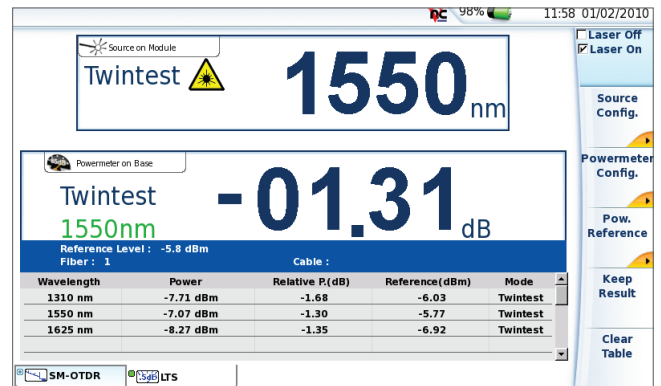 98% 11:58 01/02/2010
Source on Module
Twintest 1550 nm
Powermeter on Base
Twintest
1550nm
-01.31 dB
Reference Level : -5.8 dBm
Fiber : 1 Cable :
Wavelength Power Relative P.(dB) Reference(dBm) Mode
1310 nm -7.71 dBm -1.68 -6.03 Twintest
1550 nm -7.07 dBm -1.30 -5.77 Twintest
1625 nm -8.27 dBm -1.35 -6.92 Twintest
Laser Off
Laser On
Source
Config.
Powermeter
Config.
Pow.
Reference
Keep
Result
Clear
Table
SM-OTDR
LTS